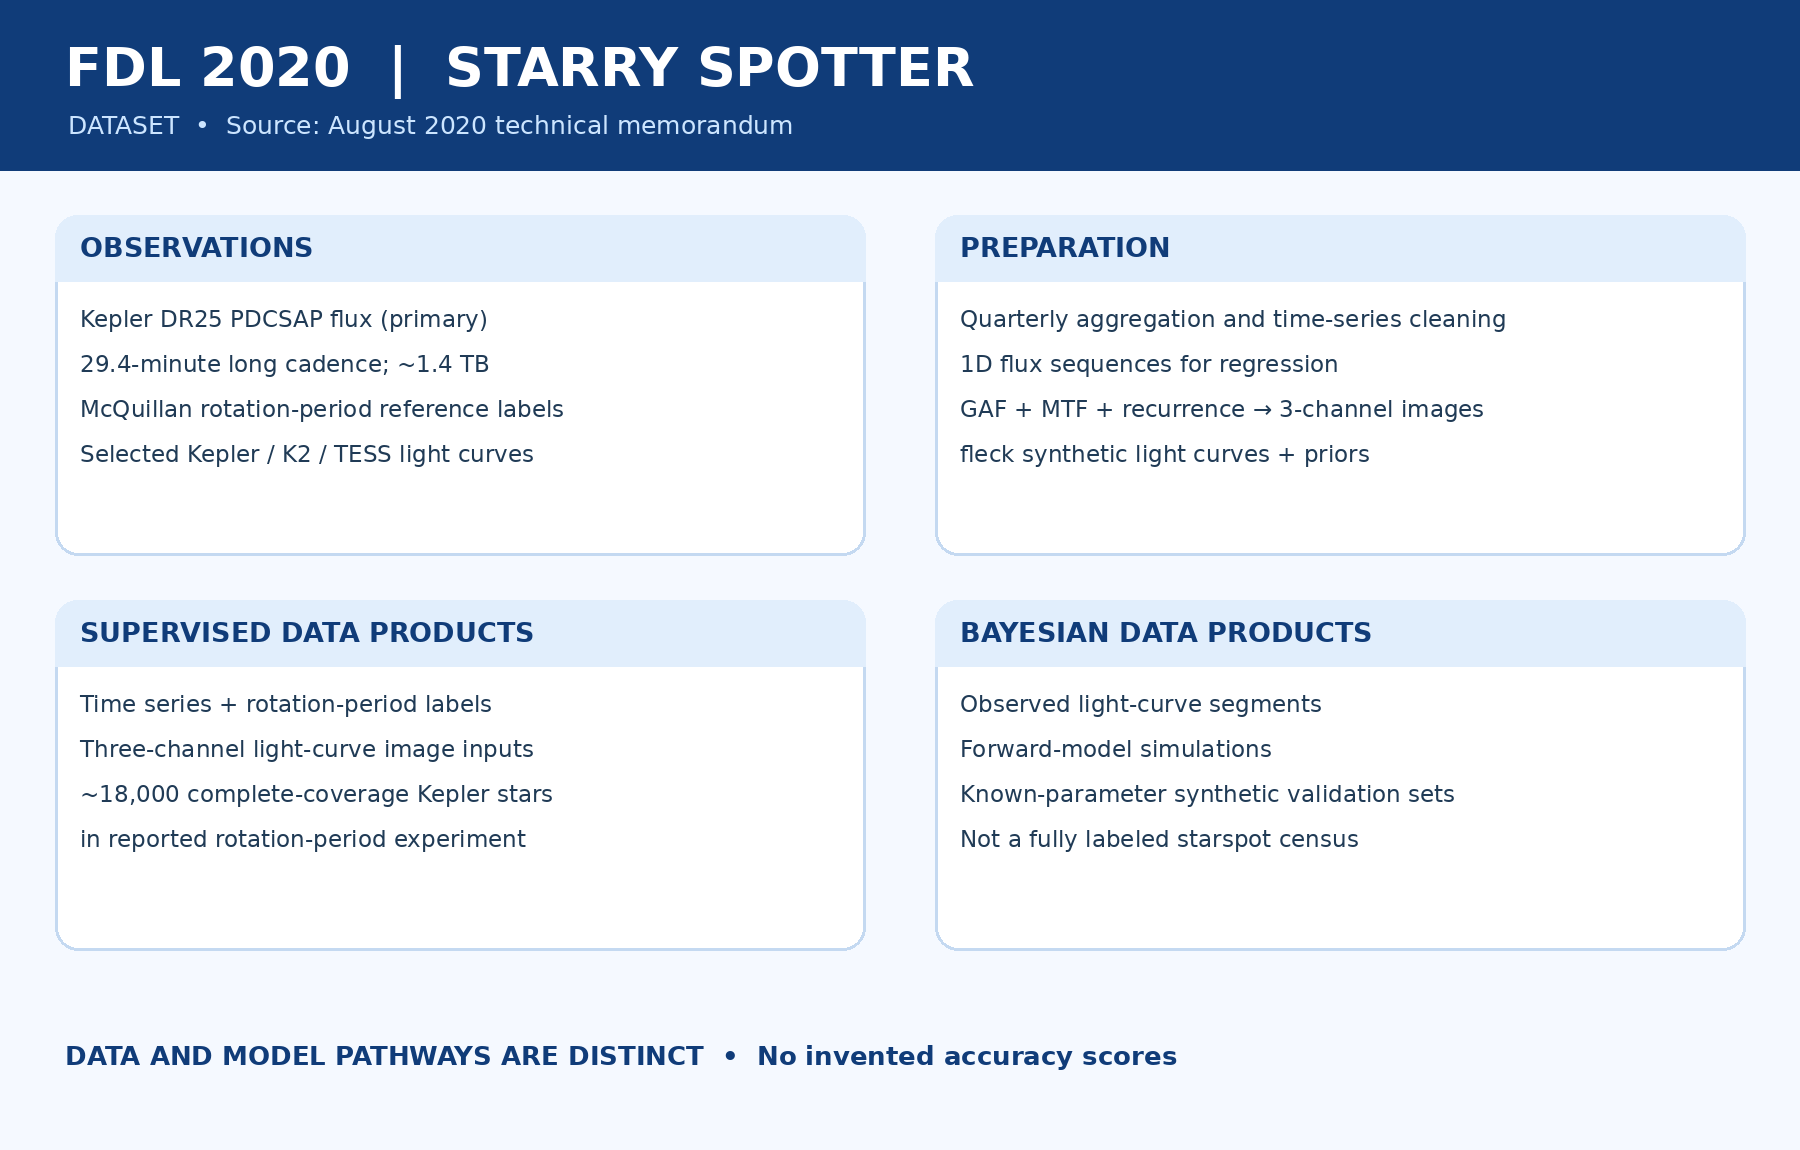 FDL 2020 | STARRY SPOTTER
DATASET • Source: August 2020 technical memorandum
OBSERVATIONS
Kepler DR25 PDCSAP flux (primary)
29.4-minute long cadence; ~1.4 TB
McQuillan rotation-period reference labels
Selected Kepler / K2 / TESS light curves
PREPARATION
Quarterly aggregation and time-series cleaning
1D flux sequences for regression
GAF + MTF + recurrence → 3-channel images
fleck synthetic light curves + priors
SUPERVISED DATA PRODUCTS
Time series + rotation-period labels
Three-channel light-curve image inputs
~18,000 complete-coverage Kepler stars
in reported rotation-period experiment
BAYESIAN DATA PRODUCTS
Observed light-curve segments
Forward-model simulations
Known-parameter synthetic validation sets
Not a fully labeled starspot census
DATA AND MODEL PATHWAYS ARE DISTINCT • No invented accuracy scores